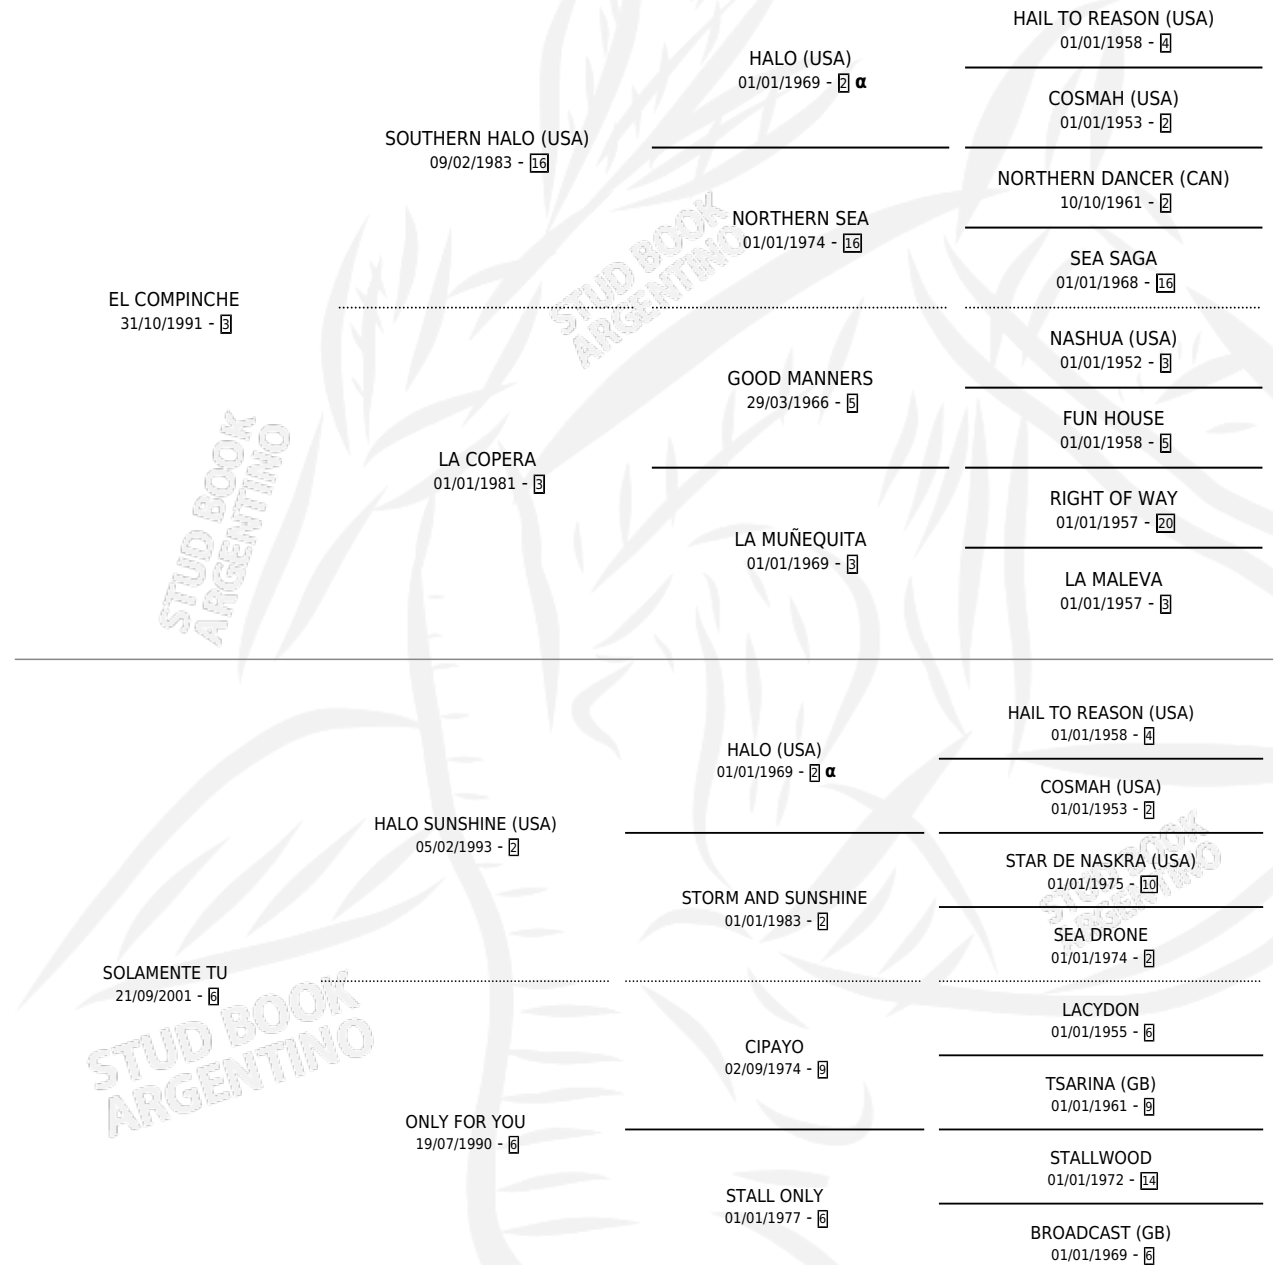 HAIL TO REASON (USA)
01/01/1958 - 4
HALO (USA)
01/01/1969 - 2 α
COSMAH (USA)
01/01/1953 - 2
SOUTHERN HALO (USA)
09/02/1983 - 16
NORTHERN DANCER (CAN)
10/10/1961 - 2
NORTHERN SEA
01/01/1974 - 16
SEA SAGA
01/01/1968 - 16
EL COMPINCHE
31/10/1991 - 3
NASHUA (USA)
01/01/1952 - 3
GOOD MANNERS
29/03/1966 - 5
FUN HOUSE
01/01/1958 - 5
LA COPERA
01/01/1981 - 3
RIGHT OF WAY
01/01/1957 - 20
LA MUÑEQUITA
01/01/1969 - 3
LA MALEVA
01/01/1957 - 3
STUD BOOK
ARGENTINO
STUD BOOK
ARGENTINO
HAIL TO REASON (USA)
01/01/1958 - 4
HALO (USA)
01/01/1969 - 2 α
COSMAH (USA)
01/01/1953 - 2
HALO SUNSHINE (USA)
05/02/1993 - 2
STAR DE NASKRA (USA)
01/01/1975 - 10
STORM AND SUNSHINE
01/01/1983 - 2
SEA DRONE
01/01/1974 - 2
SOLAMENTE TU
21/09/2001 - 6
LACYDON
01/01/1955 - 6
CIPAYO
02/09/1974 - 9
TSARINA (GB)
01/01/1961 - 9
ONLY FOR YOU
19/07/1990 - 6
STALLWOOD
01/01/1972 - 14
STALL ONLY
01/01/1977 - 6
BROADCAST (GB)
01/01/1969 - 6
STUD BOOK
ARGENTINO
STUD BOOK
ARGENTINO